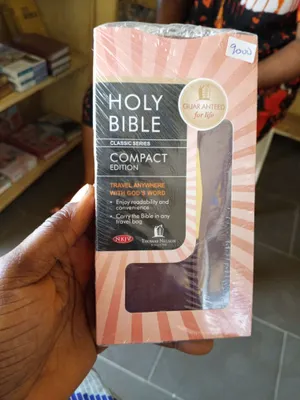 9000
GUARANTEED
for life
HOLY
BIBLE
CLASSIC SERIES
COMPACT
EDITION
TRAVEL ANYWHERE
WITH GOD'S WORD
• Enjoy readability and
convenience
• Carry the Bible in any
travel bag
NKJV
THOMAS NELSON